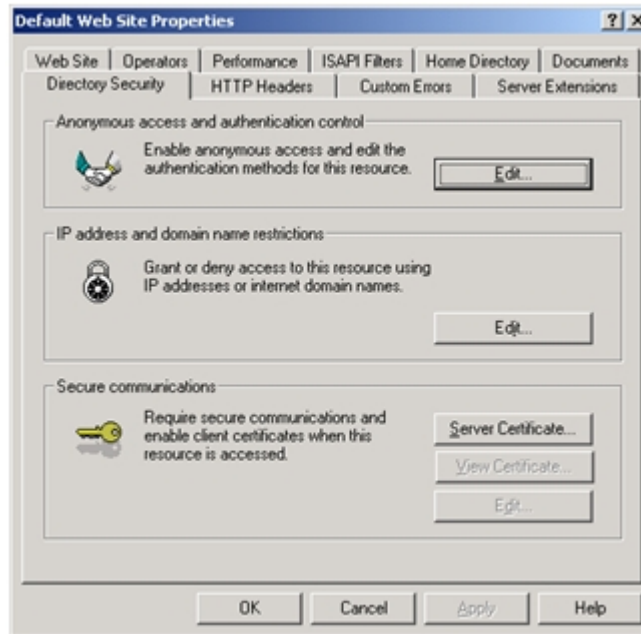 Default Web Site Properties ? X
Web Site Operators Performance ISAPI Filters Home Directory Documents
Directory Security HTTP Headers Custom Errors Server Extensions
Anonymous access and authentication control
Enable anonymous access and edit the
authentication methods for this resource.
Edit...
IP address and domain name restrictions
Grant or deny access to this resource using
IP addresses or internet domain names.
Edit...
Secure communications
Require secure communications and
enable client certificates when this
resource is accessed.
Server Certificate...
View Certificate...
Edit...
OK Cancel Apply Help